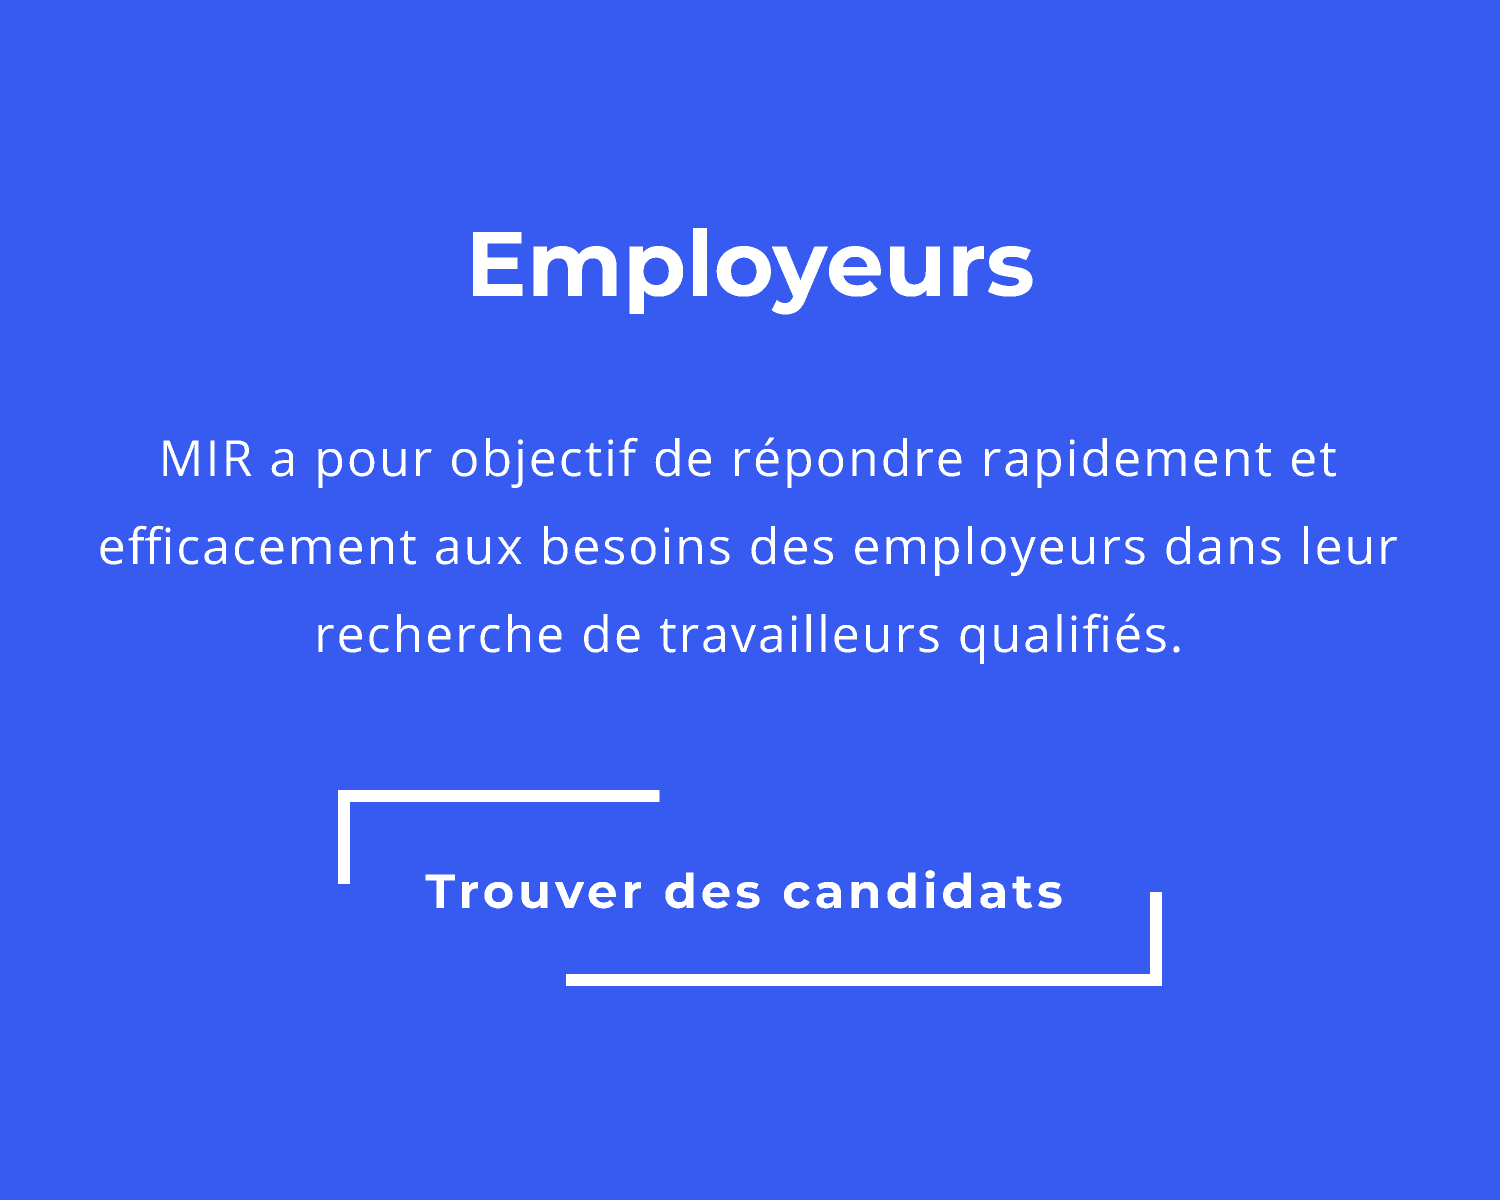 Employeurs
MIR a pour objectif de répondre rapidement et
efficacement aux besoins des employeurs dans leur
recherche de travailleurs qualifiés.
Trouver des candidats